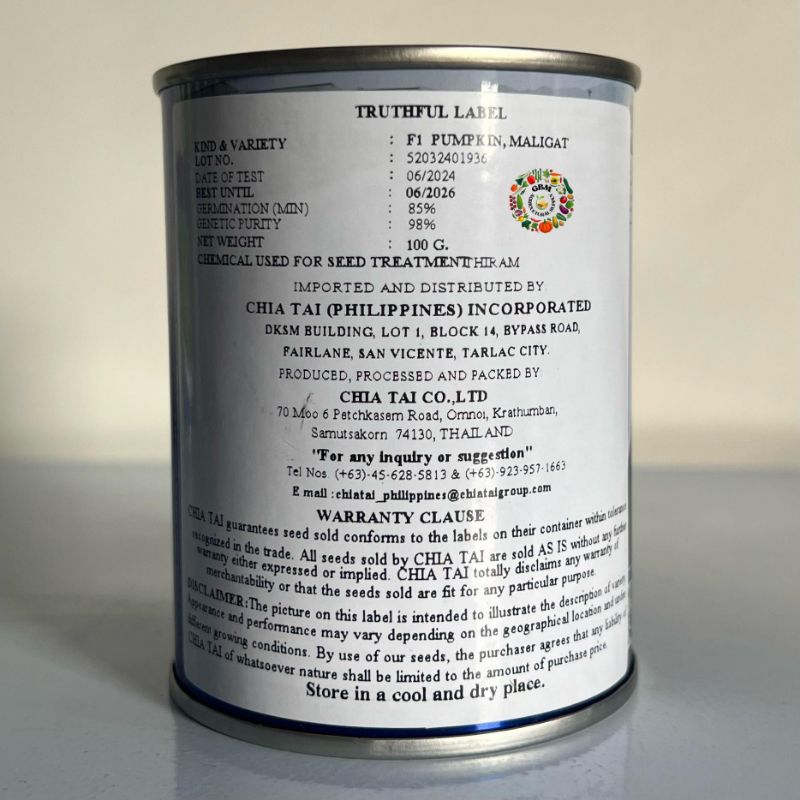 TRUTHFUL LABEL
KIND & VARIETY : F1 PUMPKIN, MALIGAT
LOT NO. : 52032401936
DATE OF TEST : 06/2024
BEST UNTIL : 06/2026
GERMINATION (MIN) : 85%
GENETIC PURITY : 98%
NET WEIGHT : 100 G.
CHEMICAL USED FOR SEED TREATMENT THIRAM
GBM
IMPORTED AND DISTRIBUTED BY
CHIA TAI (PHILIPPINES) INCORPORATED
DKSM BUILDING, LOT 1, BLOCK 14, BYPASS ROAD,
FAIRLANE, SAN VICENTE, TARLAC CITY.
PRODUCED, PROCESSED AND PACKED BY
CHIA TAI CO.,LTD
70 Moo 6 Petchkasem Road, Omnoi, Krathumban,
Samutsakorn 74130, THAILAND
"For any inquiry or suggestion"
Tel Nos. (+63)-45-628-5813 & (+63)-923-957-1663
E mail :chiatai_philippines@chiataigroup.com
WARRANTY CLAUSE
CHIA TAI guarantees seed sold conforms to the labels on their container within
recognized in the trade. All seeds sold by CHIA TAI are sold AS IS without any further
warranty either expressed or implied. CHIA TAI totally disclaims any warranty of
merchantability or that the seeds sold are fit for any particular purpose.
DISCLAIMER:The picture on this label is intended to illustrate the description of variety
Appearance and performance may vary depending on the geographical location and under
different growing conditions. By use of our seeds, the purchaser agrees that any liability of
CHIA TAI of whatsoever nature shall be limited to the amount of purchase price.
Store in a cool and dry place.